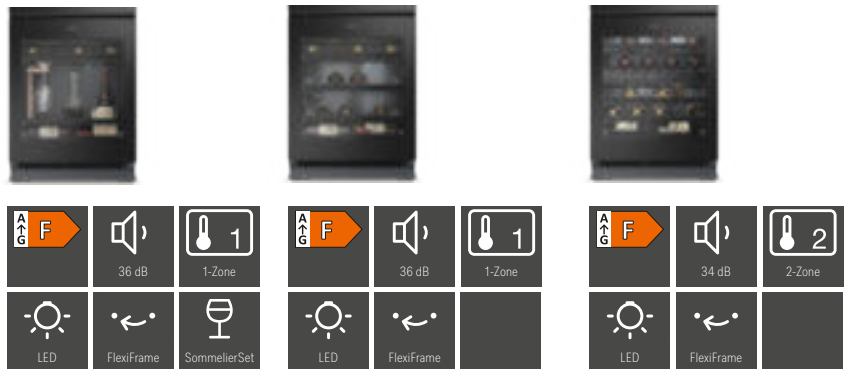 A
G
F
1
A
G
F
1
A
G
F
2
36 dB
1-Zone
36 dB
1-Zone
34 dB
2-Zone
LED
FlexiFrame
SommelierSet
LED
FlexiFrame
LED
FlexiFrame